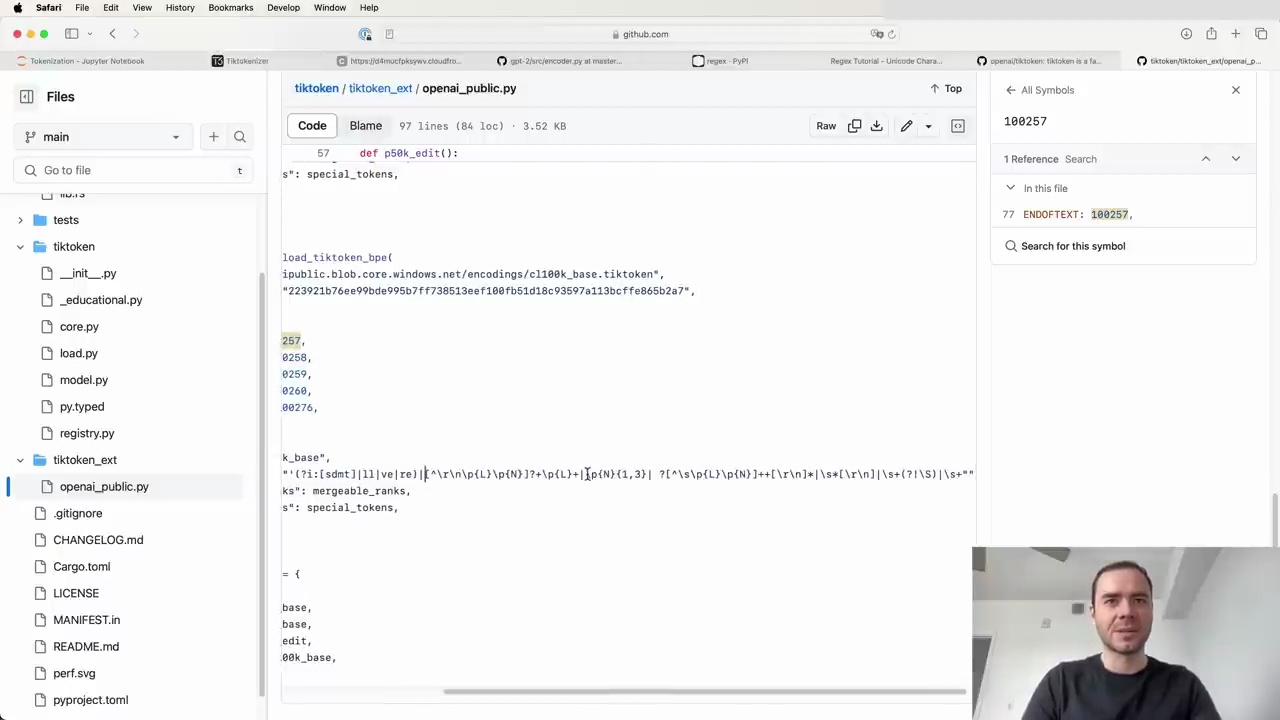 Safari File Edit View History Bookmarks Develop Window Help
github.com
Tokenization - Jupyter Notebook
Tiktokenizer
https://d4mucfpksywv.cloudfro...
gpt-2/src/encoder.py at master...
regex · PyPI
Regex Tutorial - Unicode Chara...
openai/tiktoken: tiktoken is a fa...
tiktoken/tiktoken_ext/openai_p...
Files
main
Go to file
t
lib.rs
tests
tiktoken
__init__.py
_educational.py
core.py
load.py
model.py
py.typed
registry.py
tiktoken_ext
openai_public.py
.gitignore
CHANGELOG.md
Cargo.toml
LICENSE
MANIFEST.in
README.md
perf.svg
pyproject.toml
tiktoken / tiktoken_ext / openai_public.py
Top
Code Blame 97 lines (84 loc) · 3.52 KB
Raw
57 def p50k_edit():
s": special_tokens,
load_tiktoken_bpe(
ipublic.blob.core.windows.net/encodings/cl100k_base.tiktoken",
"223921b76ee99bde995b7ff738513eef100fb51d18c93597a113bcffe865b2a7",
257,
0258,
0259,
0260,
00276,
k_base",
""'(?i:[sdmt]|ll|ve|re)|[^\r\n\p{L}\p{N}]?+\p{L}+|\p{N}{1,3}| ?[^\s\p{L}\p{N}]++[\r\n]*|\s*[\r\n]|\s+(?!\S)|\s+""
ks": mergeable_ranks,
s": special_tokens,
= {
base,
base,
edit,
00k_base,
All Symbols
100257
1 Reference Search
In this file
77 ENDOFTEXT: 100257,
Search for this symbol